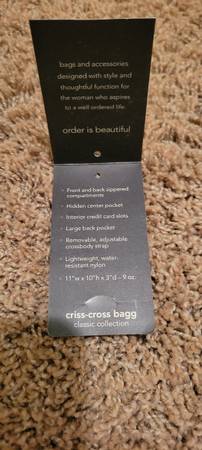 bags and accessories
designed with style and
thoughtful function for
the woman who aspires
to a well ordered life.
order is beautiful
• Front and back zippered
compartments
• Hidden center pocket
• Interior credit card slots
• Large back pocket
• Removable, adjustable
crossbody strap
• Lightweight, water-
resistant nylon
• 11"w x 10"h x 3"d – 9 oz.
criss-cross bagg
classic collection